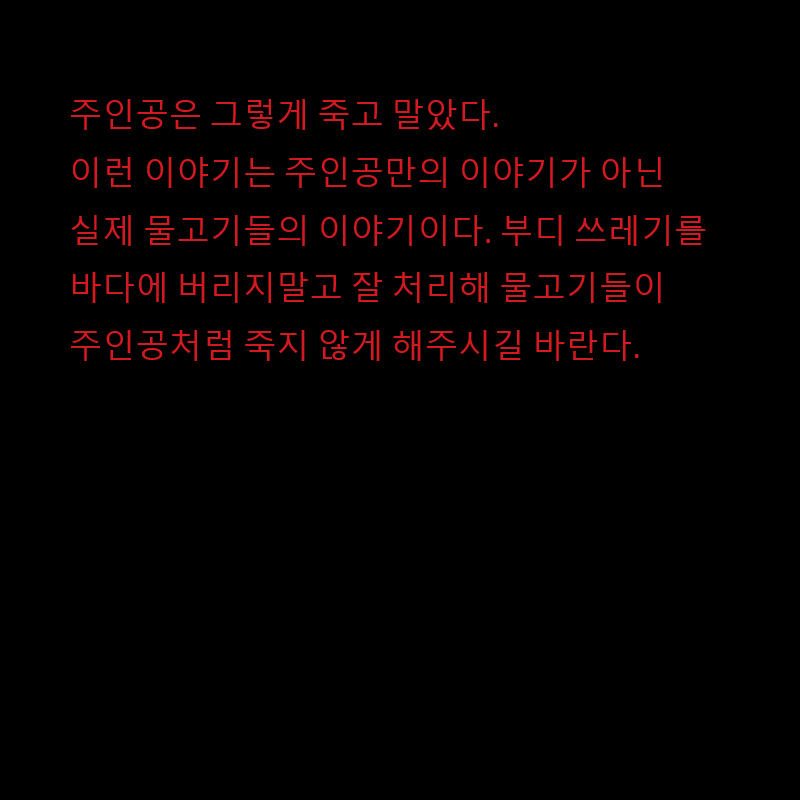 주인공은 그렇게 죽고 말았다.
이런 이야기는 주인공만의 이야기가 아닌
실제 물고기들의 이야기이다. 부디 쓰레기를
바다에 버리지말고 잘 처리해 물고기들이
주인공처럼 죽지 않게 해주시길 바란다.